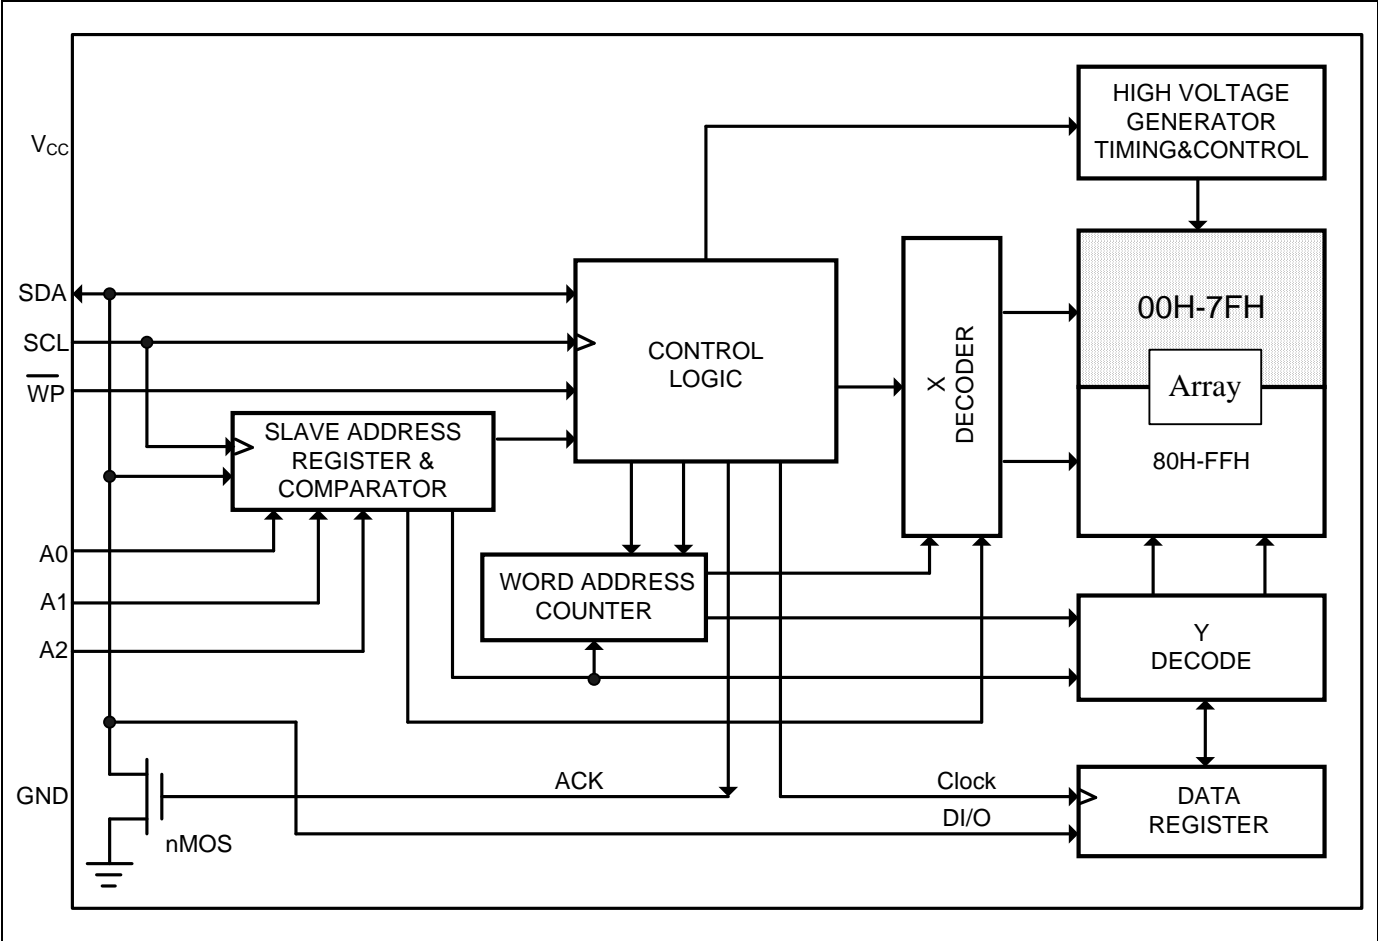 HIGH VOLTAGE
GENERATOR
TIMING&CONTROL
VCC
SDA
SCL
WP
00H-7FH
Array
80H-FFH
CONTROL
LOGIC
X
DECODER
SLAVE ADDRESS
REGISTER &
COMPARATOR
A0
A1
A2
WORD ADDRESS
COUNTER
Y
DECODE
GND
nMOS
ACK
Clock
DI/O
DATA
REGISTER